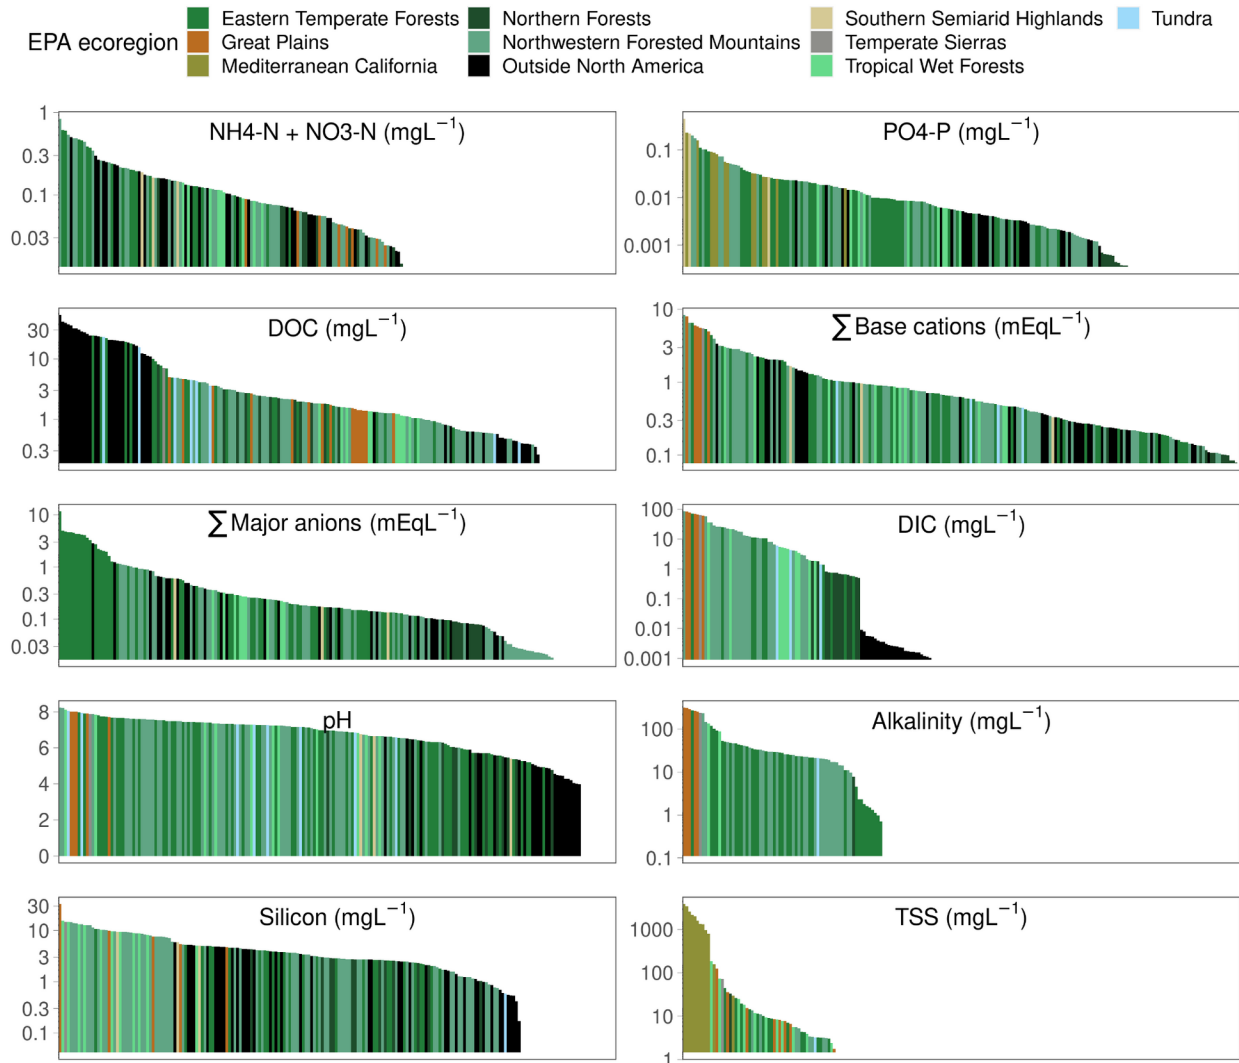 EPA ecoregion
Eastern Temperate Forests
Great Plains
Mediterranean California
Northern Forests
Northwestern Forested Mountains
Outside North America
Southern Semiarid Highlands
Temperate Sierras
Tropical Wet Forests
Tundra
NH4-N + NO3-N (mgL⁻¹)
1
0.3
0.1
0.03
PO4-P (mgL⁻¹)
0.1
0.01
0.001
DOC (mgL⁻¹)
30
10
3
1
0.3
∑ Base cations (mEqL⁻¹)
10
3
1
0.3
0.1
∑ Major anions (mEqL⁻¹)
10
3
1
0.3
0.1
0.03
DIC (mgL⁻¹)
100
10
1
0.1
0.01
0.001
pH
8
6
4
2
0
Alkalinity (mgL⁻¹)
100
10
1
0.1
Silicon (mgL⁻¹)
30
10
3
1
0.3
0.1
TSS (mgL⁻¹)
1000
100
10
1